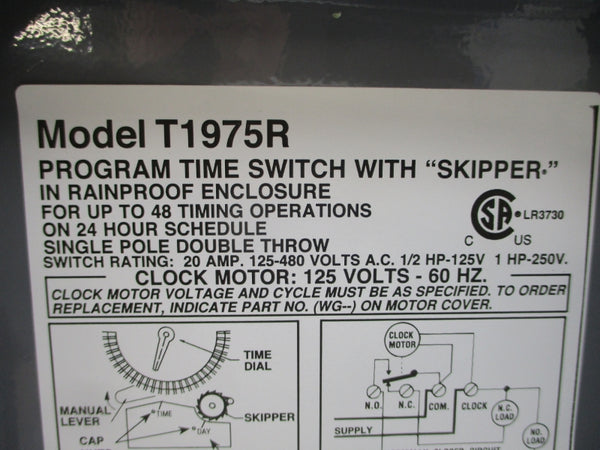 Model T1975R
PROGRAM TIME SWITCH WITH “SKIPPER®”
IN RAINPROOF ENCLOSURE
FOR UP TO 48 TIMING OPERATIONS
ON 24 HOUR SCHEDULE
SINGLE POLE DOUBLE THROW
SWITCH RATING: 20 AMP. 125-480 VOLTS A.C. 1/2 HP-125V 1 HP-250V.
SA ® LR3730
C US
CLOCK MOTOR: 125 VOLTS - 60 HZ.
CLOCK MOTOR VOLTAGE AND CYCLE MUST BE AS SPECIFIED. TO ORDER
REPLACEMENT, INDICATE PART NO. (WG--) ON MOTOR COVER.
TIME
DIAL
MANUAL
LEVER
TIME
SKIPPER
DAY
CAP
CLOCK
MOTOR
N.O. N.C. COM. CLOCK
N.C.
LOAD
SUPPLY
NO.
LOAD